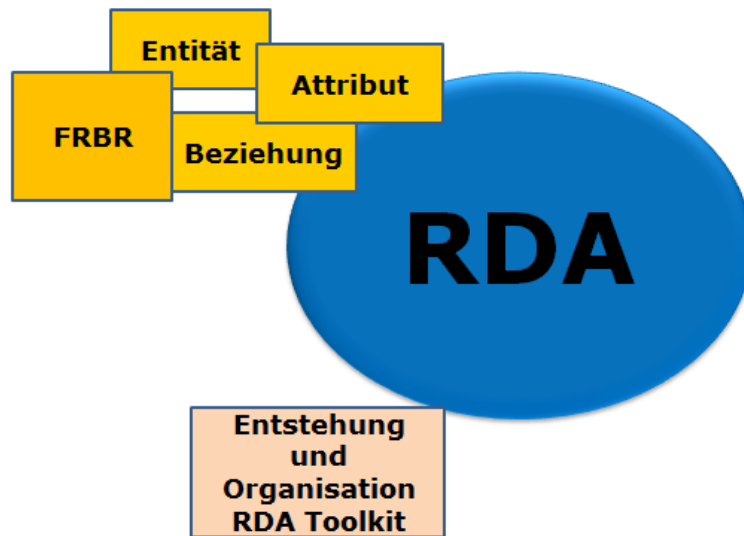 Entität
Attribut
FRBR
Beziehung
RDA
Entstehung
und
Organisation
RDA Toolkit